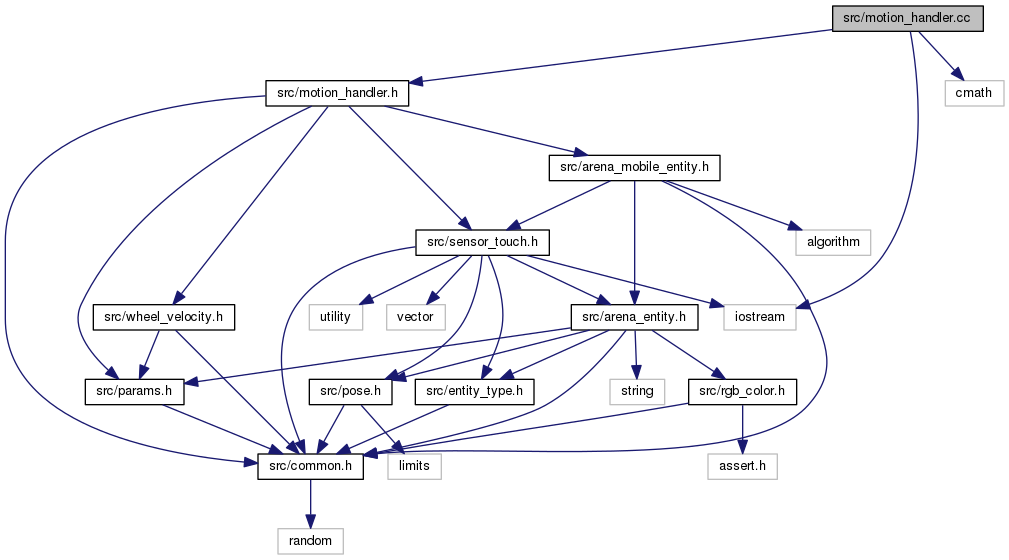 src/motion_handler.cc
src/motion_handler.h
cmath
src/arena_mobile_entity.h
src/sensor_touch.h
algorithm
src/wheel_velocity.h
utility
vector
src/arena_entity.h
iostream
src/params.h
src/pose.h
src/entity_type.h
string
src/rgb_color.h
src/common.h
limits
assert.h
random